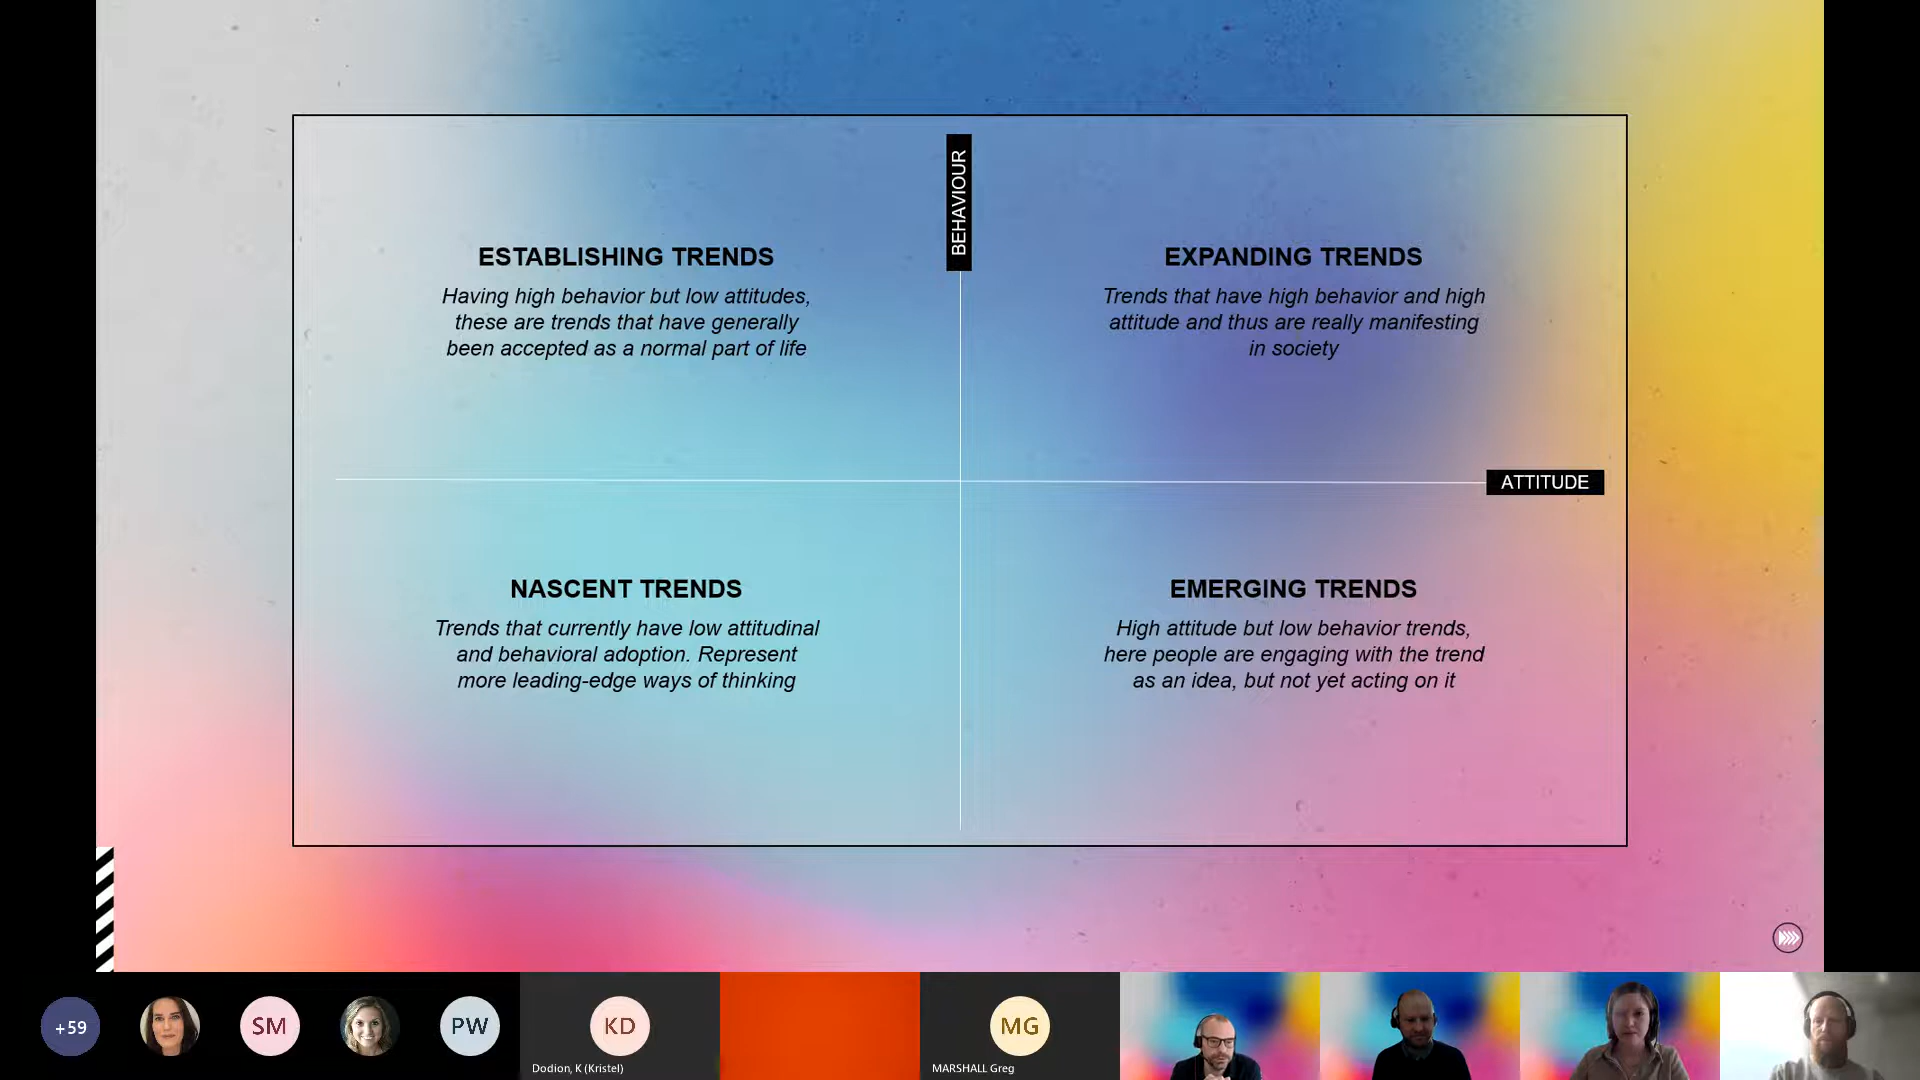 BEHAVIOUR
ESTABLISHING TRENDS
Having high behavior but low attitudes,
these are trends that have generally
been accepted as a normal part of life
EXPANDING TRENDS
Trends that have high behavior and high
attitude and thus are really manifesting
in society
ATTITUDE
NASCENT TRENDS
Trends that currently have low attitudinal
and behavioral adoption. Represent
more leading-edge ways of thinking
EMERGING TRENDS
High attitude but low behavior trends,
here people are engaging with the trend
as an idea, but not yet acting on it
+59
SM
PW
KD
Dodion, K (Kristel)
MG
MARSHALL Greg